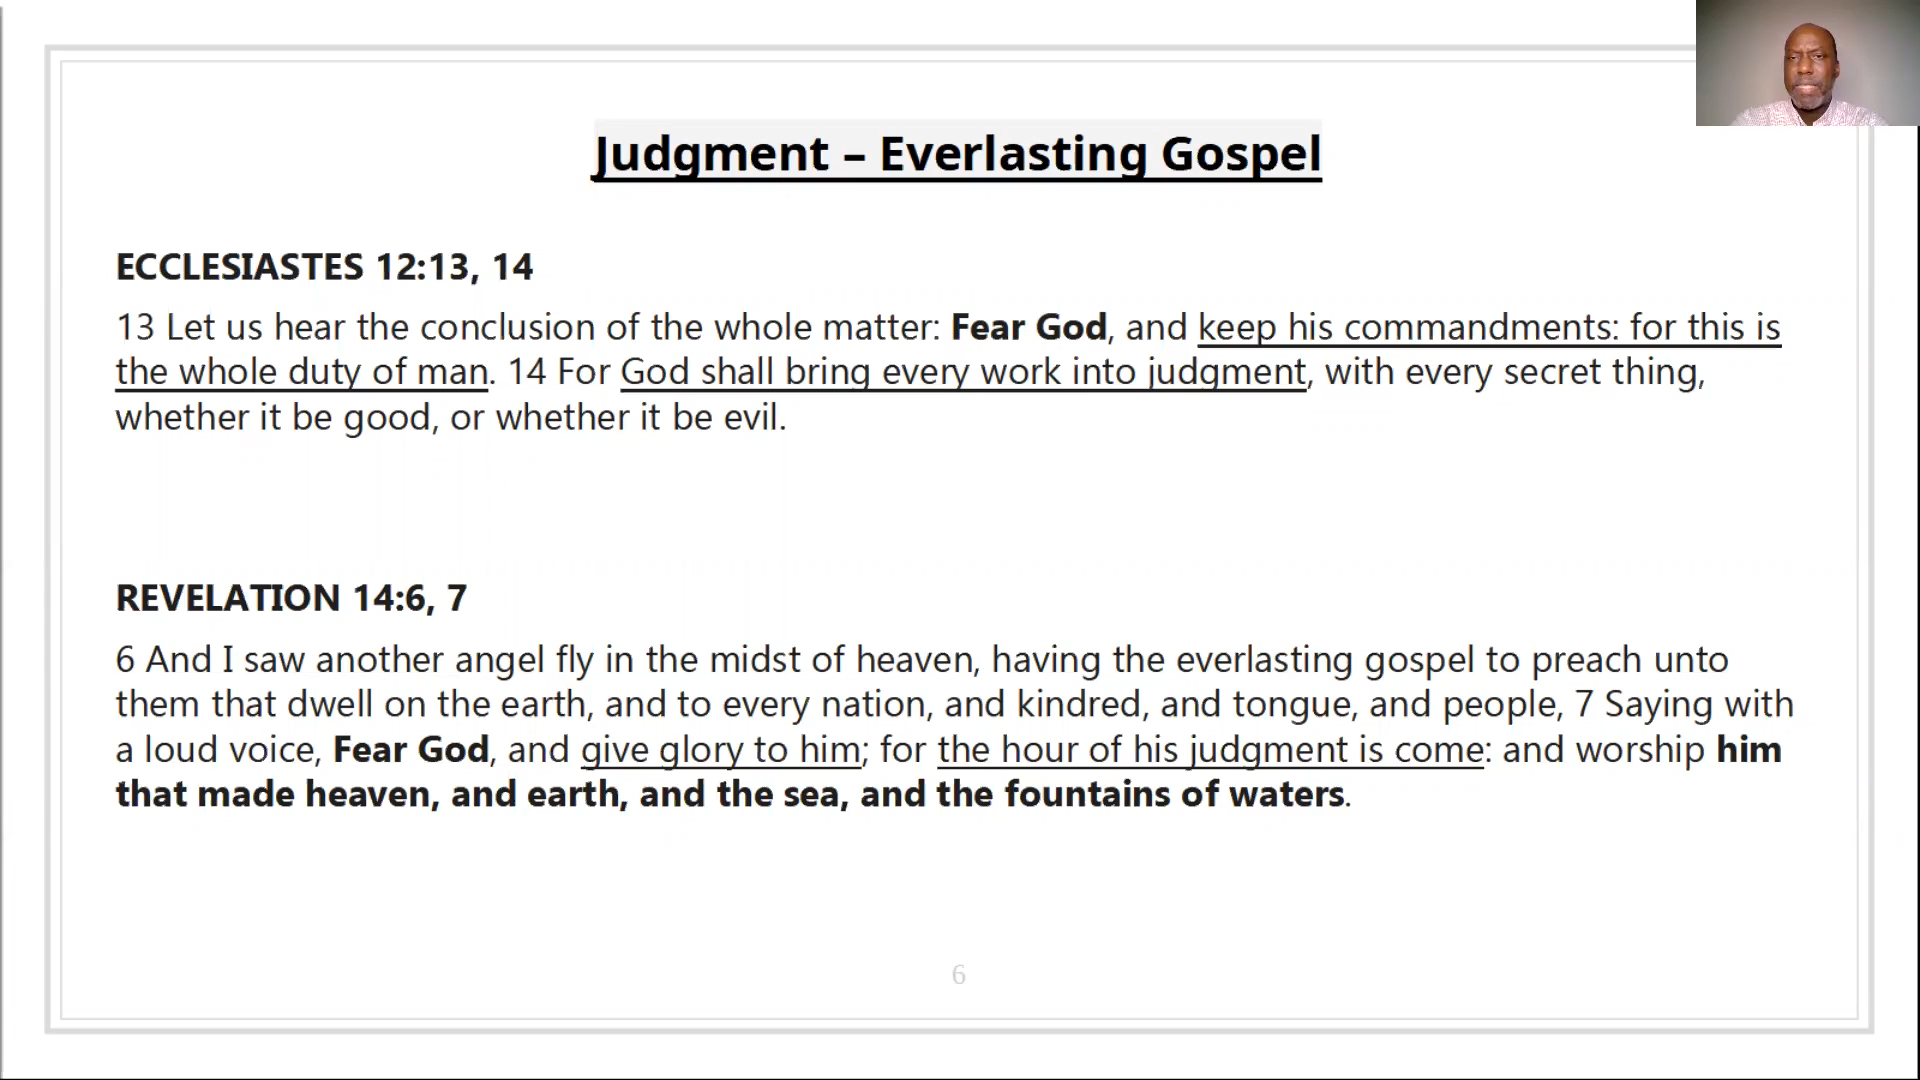 Judgment – Everlasting Gospel
ECCLESIASTES 12:13, 14
13 Let us hear the conclusion of the whole matter: Fear God, and keep his commandments: for this is
the whole duty of man. 14 For God shall bring every work into judgment, with every secret thing,
whether it be good, or whether it be evil.
REVELATION 14:6, 7
6 And I saw another angel fly in the midst of heaven, having the everlasting gospel to preach unto
them that dwell on the earth, and to every nation, and kindred, and tongue, and people, 7 Saying with
a loud voice, Fear God, and give glory to him; for the hour of his judgment is come: and worship him
that made heaven, and earth, and the sea, and the fountains of waters.
6